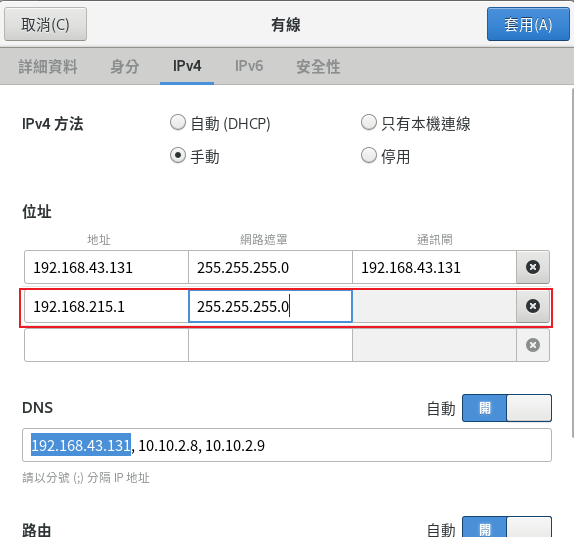 取消(C) 有線 套用(A)
詳細資料 身分 IPv4 IPv6 安全性
IPv4 方法 自動 (DHCP) 只有本機連線
手動 停用
位址
地址 網路遮罩 通訊閘
192.168.43.131 255.255.255.0 192.168.43.131
192.168.215.1 255.255.255.0
DNS 自動 開
192.168.43.131, 10.10.2.8, 10.10.2.9
請以分號 (;) 分隔 IP 地址
路由 自動 開